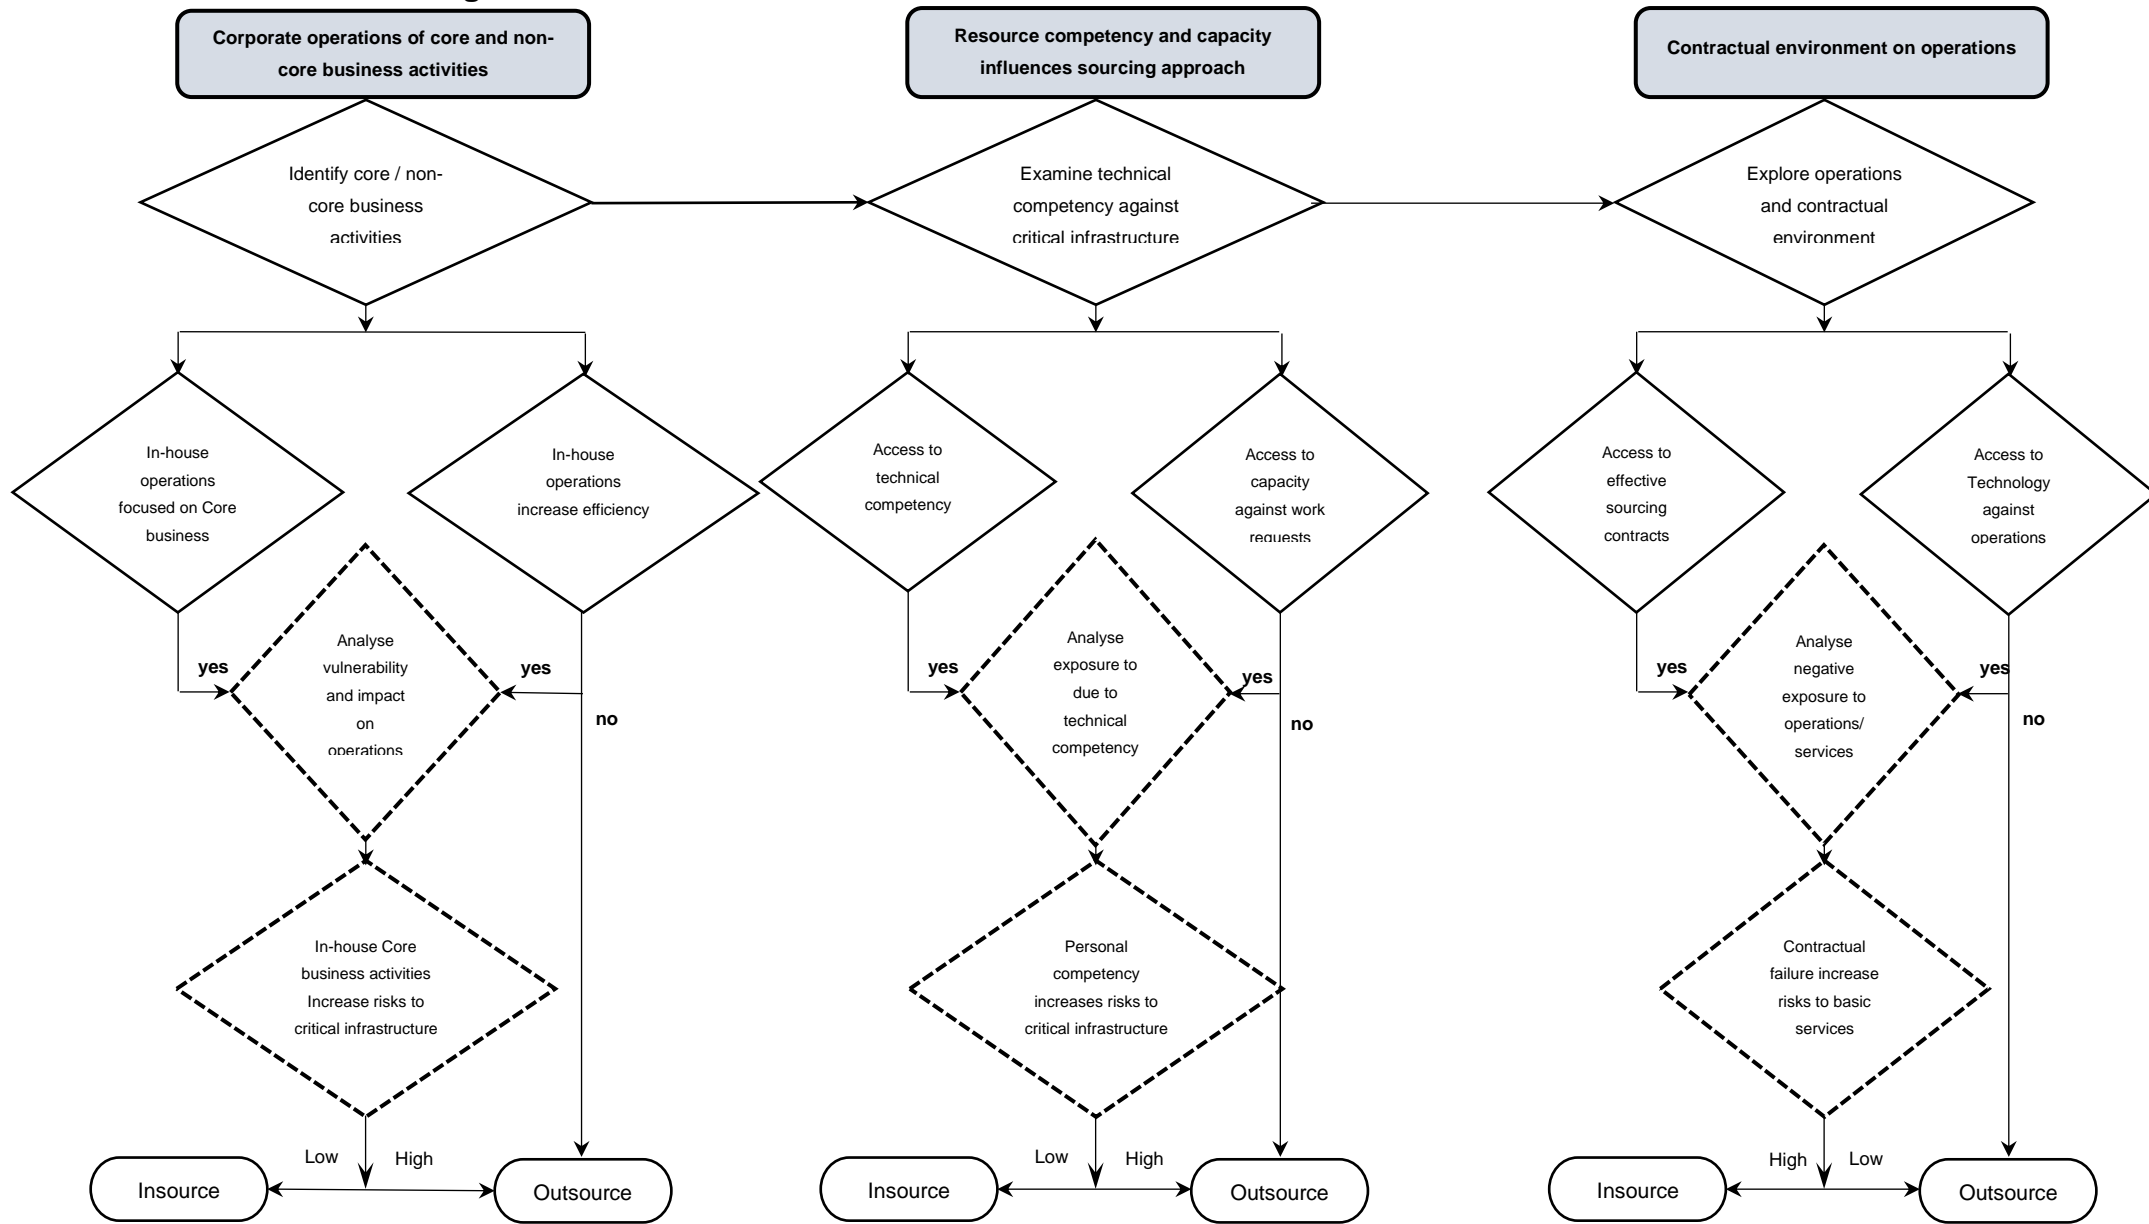 Corporate operations of core and non-
core business activities
Resource competency and capacity
influences sourcing approach
Contractual environment on operations
Identify core / non-
core business
activities
Examine technical
competency against
critical infrastructure
Explore operations
and contractual
environment
In-house
operations
focused on Core
business
In-house
operations
increase efficiency
Access to
technical
competency
Access to
capacity
against work
requests
Access to
effective
sourcing
contracts
Access to
Technology
against
operations
Analyse
vulnerability
and impact
on
operations
yes
yes
no
Analyse
exposure to
due to
technical
competency
yes
yes
no
Analyse
negative
exposure to
operations/
services
yes
yes
no
In-house Core
business activities
Increase risks to
critical infrastructure
Personal
competency
increases risks to
critical infrastructure
Contractual
failure increase
risks to basic
services
Low
High
Low
High
High
Low
Insource
Outsource
Insource
Outsource
Insource
Outsource